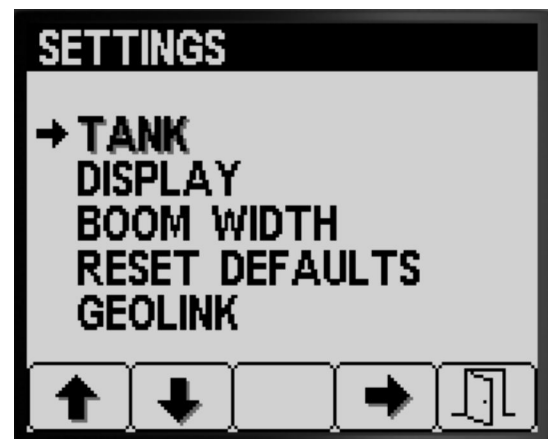 SETTINGS
TANK
DISPLAY
BOOM WIDTH
RESET DEFAULTS
GEOLINK